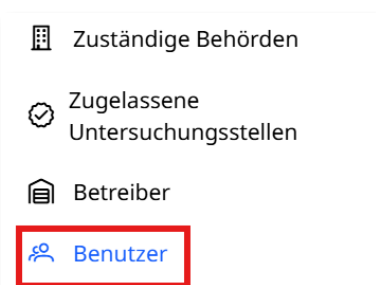 Zuständige Behörden
Zugelassene
Untersuchungsstellen
Betreiber
Benutzer